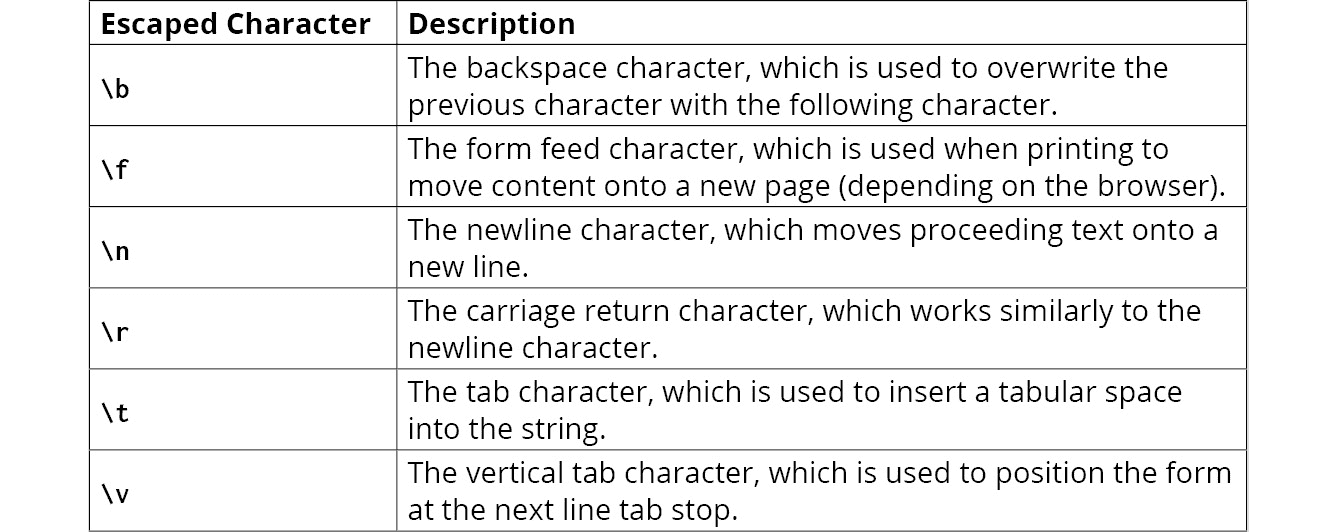 Escaped Character Description
\b The backspace character, which is used to overwrite the
previous character with the following character.
\f The form feed character, which is used when printing to
move content onto a new page (depending on the browser).
\n The newline character, which moves proceeding text onto a
new line.
\r The carriage return character, which works similarly to the
newline character.
\t The tab character, which is used to insert a tabular space
into the string.
\v The vertical tab character, which is used to position the form
at the next line tab stop.